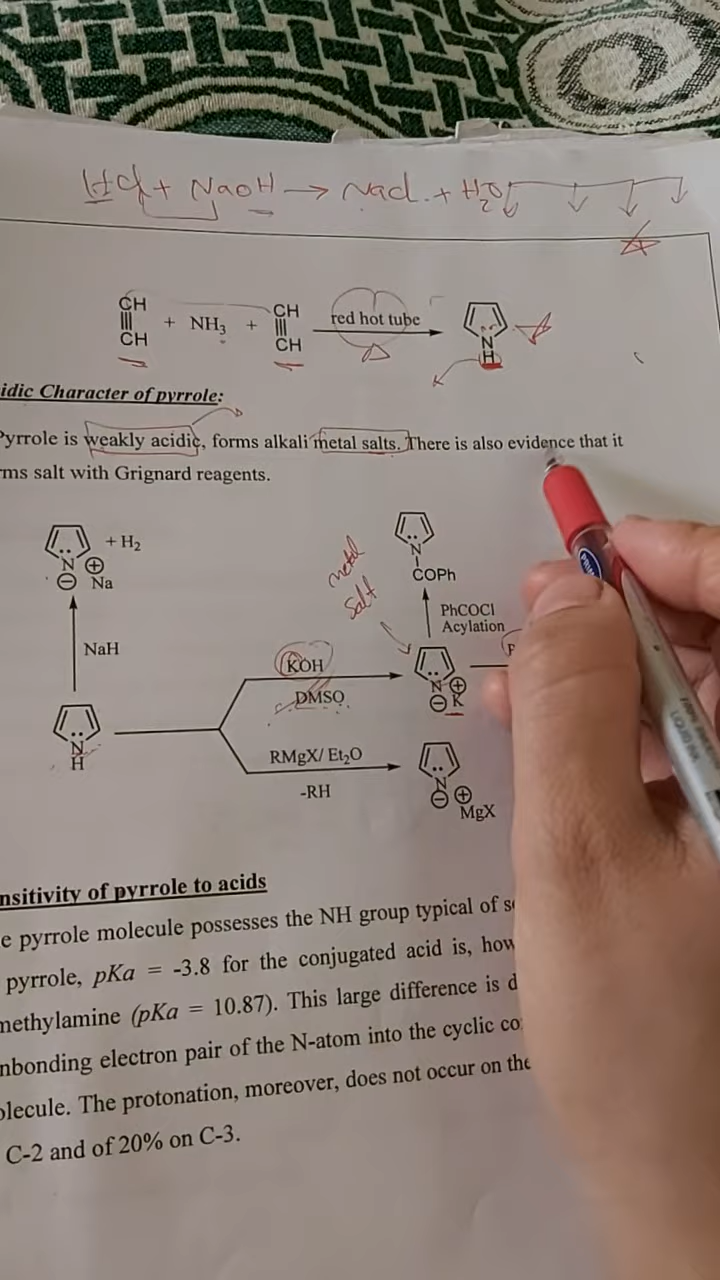 HCl + NaOH → NaCl + H2O
CH CH
+ NH3 + red hot tube
CH CH
N
H
idic Character of pyrrole:
Pyrrole is weakly acidic, forms alkali metal salts. There is also evidence that it
ms salt with Grignard reagents.
metal
salt
N
COPh
+ H2
N ⊕
⊖ Na
PhCOCl
Acylation
NaH
KOH
DMSO
N ⊕
⊖ K
N
H
RMgX/ Et2O
-RH
N
⊖ ⊕
MgX
nsitivity of pyrrole to acids
e pyrrole molecule possesses the NH group typical of s
pyrrole, pKa = -3.8 for the conjugated acid is, how
methylamine (pKa = 10.87). This large difference is d
nbonding electron pair of the N-atom into the cyclic co
olecule. The protonation, moreover, does not occur on the
C-2 and of 20% on C-3.